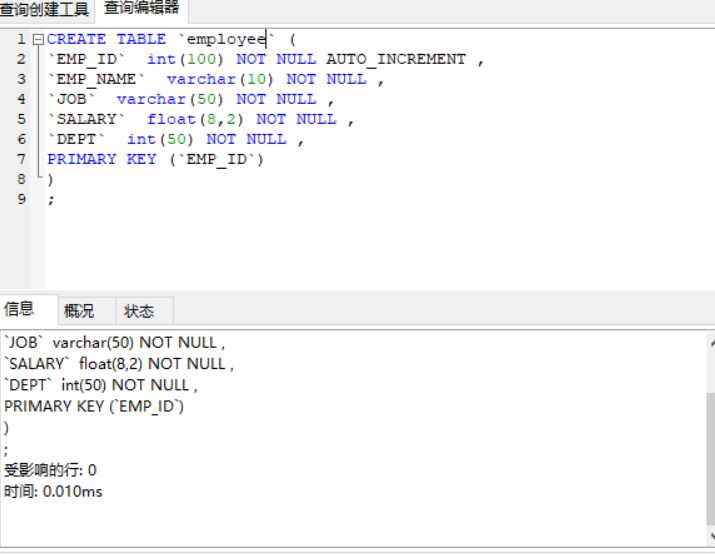 查询创建工具 查询编辑器
1 CREATE TABLE `employee` (
2 `EMP_ID` int(100) NOT NULL AUTO_INCREMENT ,
3 `EMP_NAME` varchar(10) NOT NULL ,
4 `JOB` varchar(50) NOT NULL ,
5 `SALARY` float(8,2) NOT NULL ,
6 `DEPT` int(50) NOT NULL ,
7 PRIMARY KEY (`EMP_ID`)
8 )
9 ;
信息 概况 状态
`JOB` varchar(50) NOT NULL ,
`SALARY` float(8,2) NOT NULL ,
`DEPT` int(50) NOT NULL ,
PRIMARY KEY (`EMP_ID`)
)
;
受影响的行: 0
时间: 0.010ms